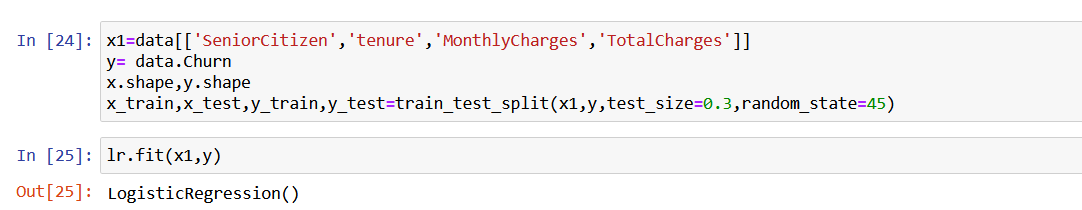 In [24]: x1=data[['SeniorCitizen','tenure','MonthlyCharges','TotalCharges']]
y= data.Churn
x.shape,y.shape
x_train,x_test,y_train,y_test=train_test_split(x1,y,test_size=0.3,random_state=45)
In [25]: lr.fit(x1,y)
Out[25]: LogisticRegression()